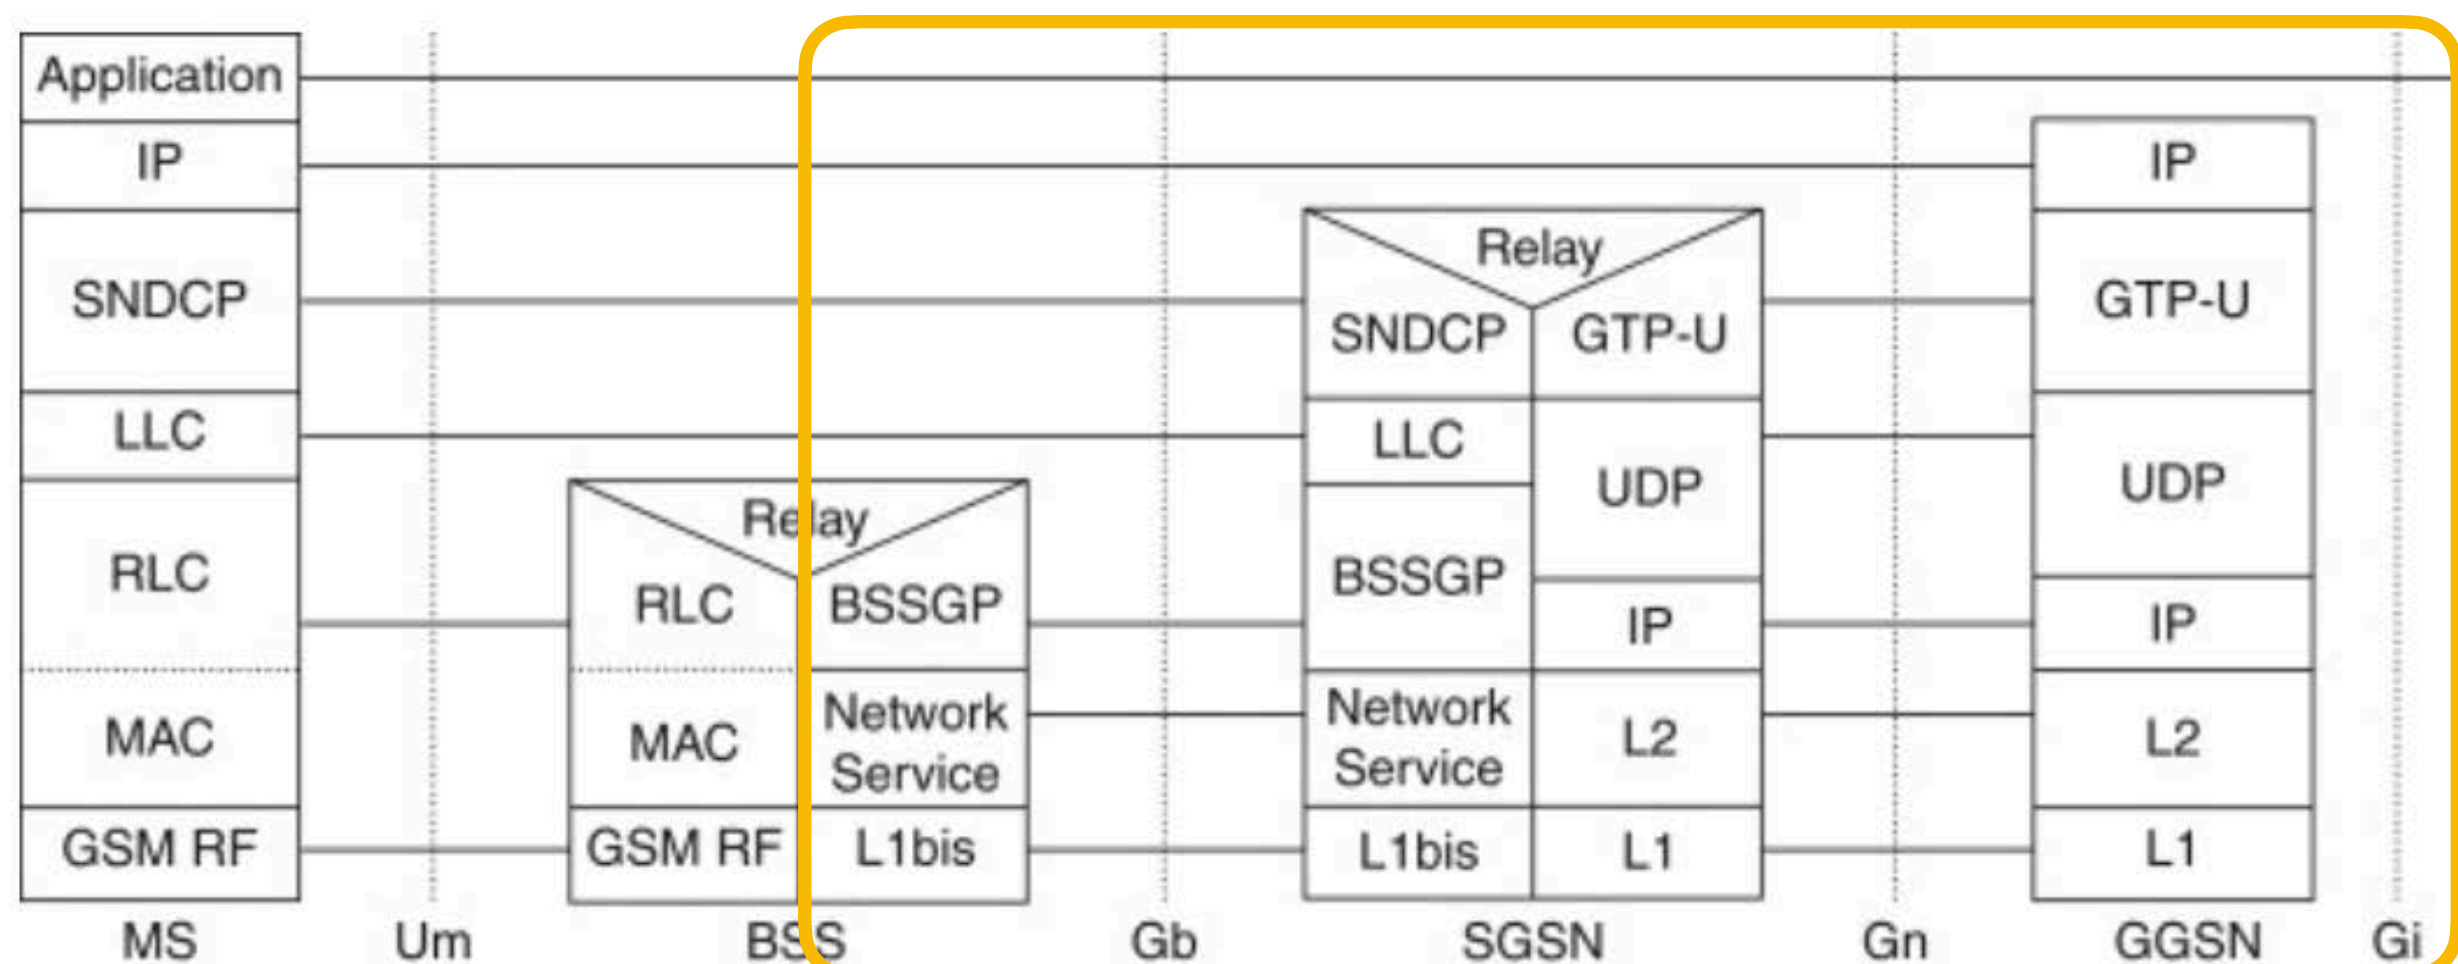 Application
IP
SNDCP
LLC
RLC
MAC
GSM RF
MS
Um
Relay
RLC
BSSGP
MAC
Network
Service
GSM RF
L1bis
BSS
Gb
Relay
SNDCP
GTP-U
LLC
UDP
BSSGP
IP
Network
Service
L2
L1bis
L1
SGSN
Gn
IP
GTP-U
UDP
IP
L2
L1
GGSN
Gi